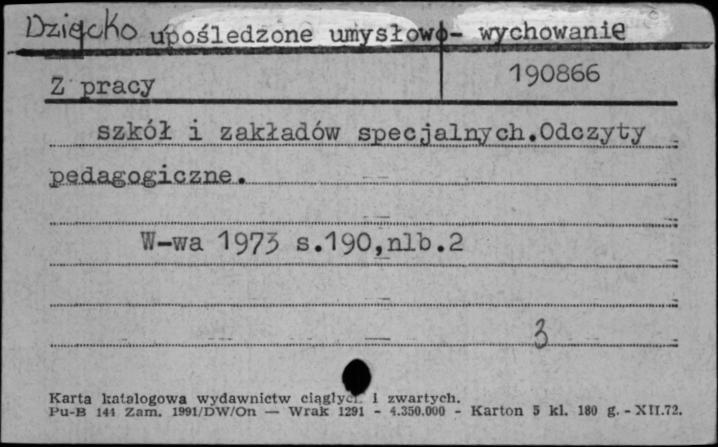 Dziecko upośledzone umysłowo- wychowanie
190866
Z pracy
szkół i zakładów specjalnych.Odczyty
pedagogiczne.
W-wa 1973 s.190,nlb.2
3
Karta katalogowa wydawnictw ciągłych i zwartych.
Pu-B 141 Zam. 1991/DW/On — Wrak 1291 - 4.350.000 - Karton 5 kl. 180 g. - XII.72.